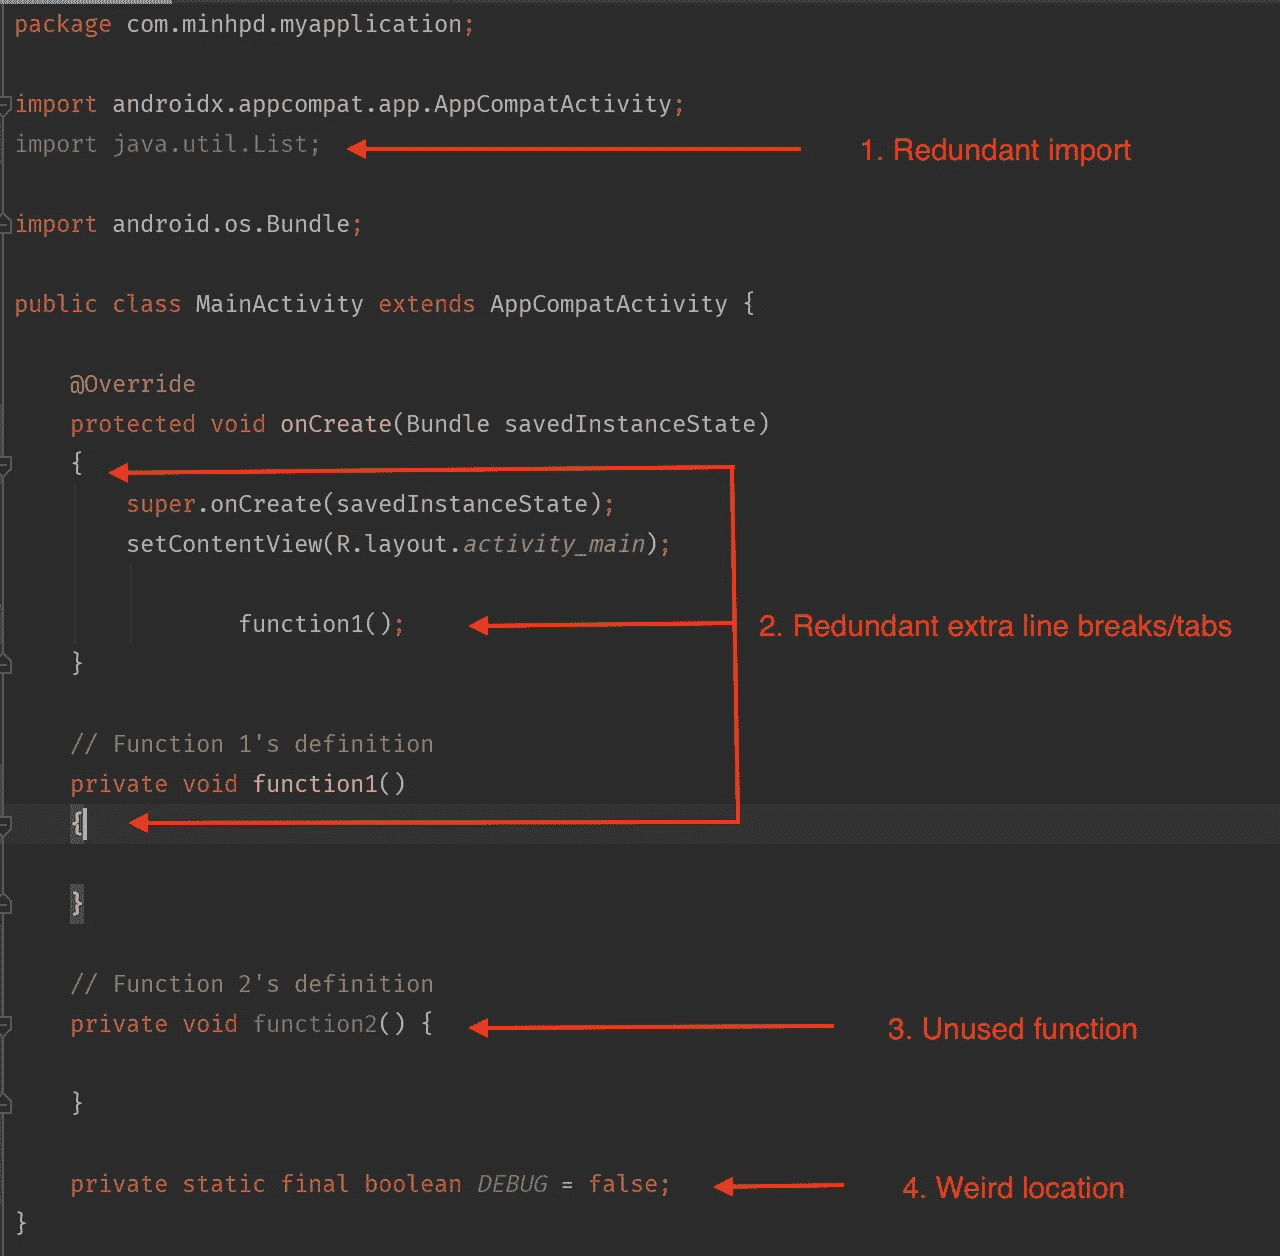 package com.minhpd.myapplication;
import androidx.appcompat.app.AppCompatActivity;
import java.util.List;
1. Redundant import
import android.os.Bundle;
public class MainActivity extends AppCompatActivity {
@Override
protected void onCreate(Bundle savedInstanceState)
{
super.onCreate(savedInstanceState);
setContentView(R.layout.activity_main);
function1();
2. Redundant extra line breaks/tabs
}
// Function 1's definition
private void function1()
{
}
// Function 2's definition
private void function2() {
3. Unused function
}
private static final boolean DEBUG = false;
4. Weird location
}